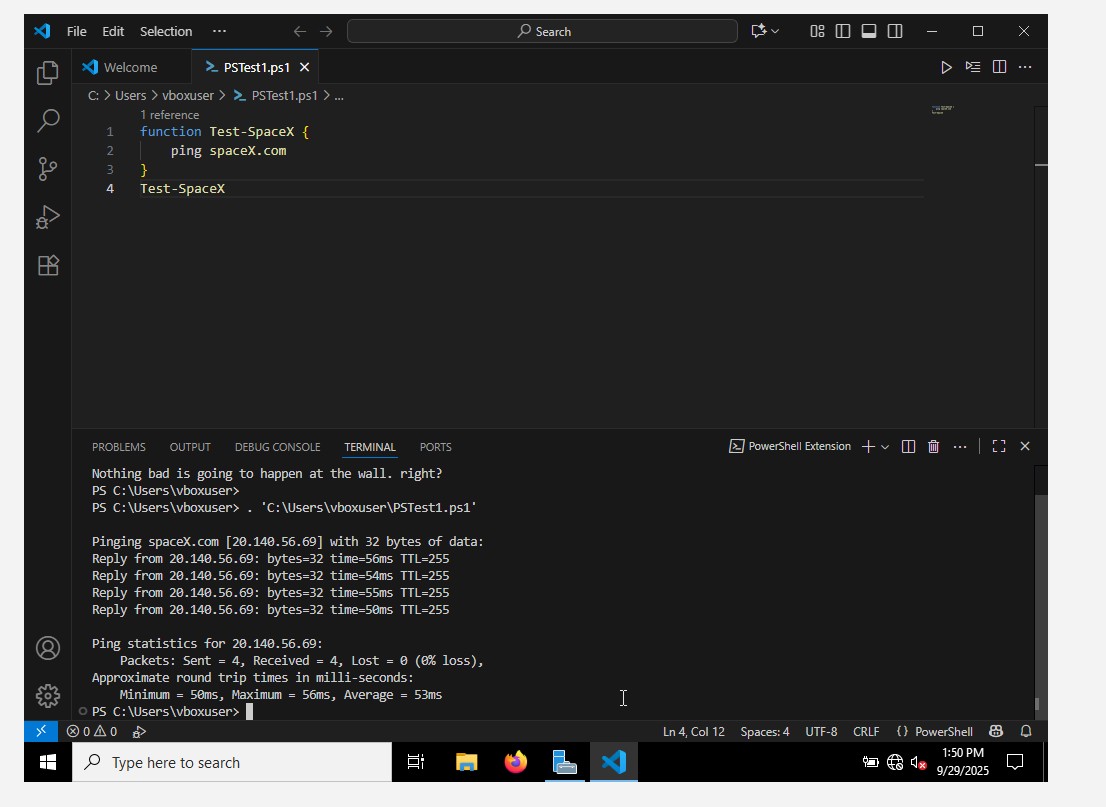 File Edit Selection ··· Search
Welcome PSTest1.ps1
C: > Users > vboxuser > PSTest1.ps1 > ...
1 reference
1 function Test-SpaceX {
2 ping spaceX.com
3 }
4 Test-SpaceX
PROBLEMS OUTPUT DEBUG CONSOLE TERMINAL PORTS PowerShell Extension
Nothing bad is going to happen at the wall. right?
PS C:\Users\vboxuser>
PS C:\Users\vboxuser> . 'C:\Users\vboxuser\PSTest1.ps1'
Pinging spaceX.com [20.140.56.69] with 32 bytes of data:
Reply from 20.140.56.69: bytes=32 time=56ms TTL=255
Reply from 20.140.56.69: bytes=32 time=54ms TTL=255
Reply from 20.140.56.69: bytes=32 time=55ms TTL=255
Reply from 20.140.56.69: bytes=32 time=50ms TTL=255
Ping statistics for 20.140.56.69:
Packets: Sent = 4, Received = 4, Lost = 0 (0% loss),
Approximate round trip times in milli-seconds:
Minimum = 50ms, Maximum = 56ms, Average = 53ms
PS C:\Users\vboxuser>
0 0 Ln 4, Col 12 Spaces: 4 UTF-8 CRLF {} PowerShell
Type here to search
1:50 PM
9/29/2025